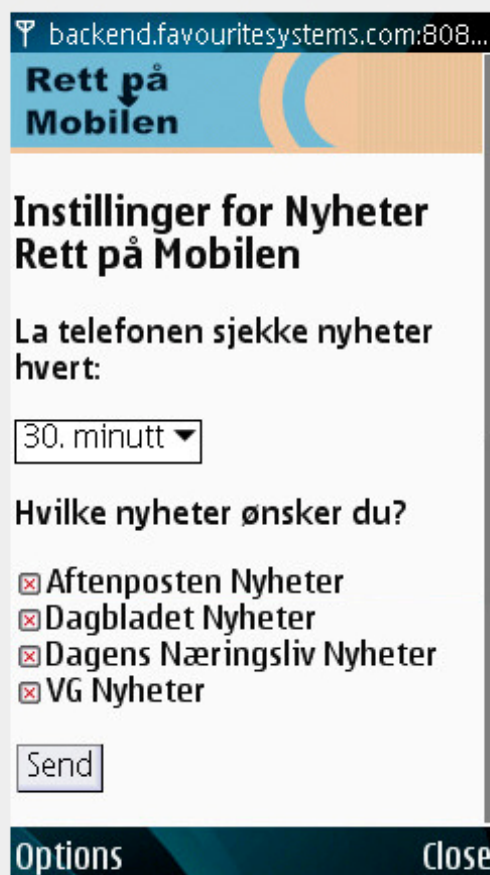 backend.favouritesystems.com:808...
Rett på
Mobilen
Instillinger for Nyheter
Rett på Mobilen
La telefonen sjekke nyheter
hvert:
30. minutt
Hvilke nyheter ønsker du?
Aftenposten Nyheter
Dagbladet Nyheter
Dagens Næringsliv Nyheter
VG Nyheter
Send
Options Close